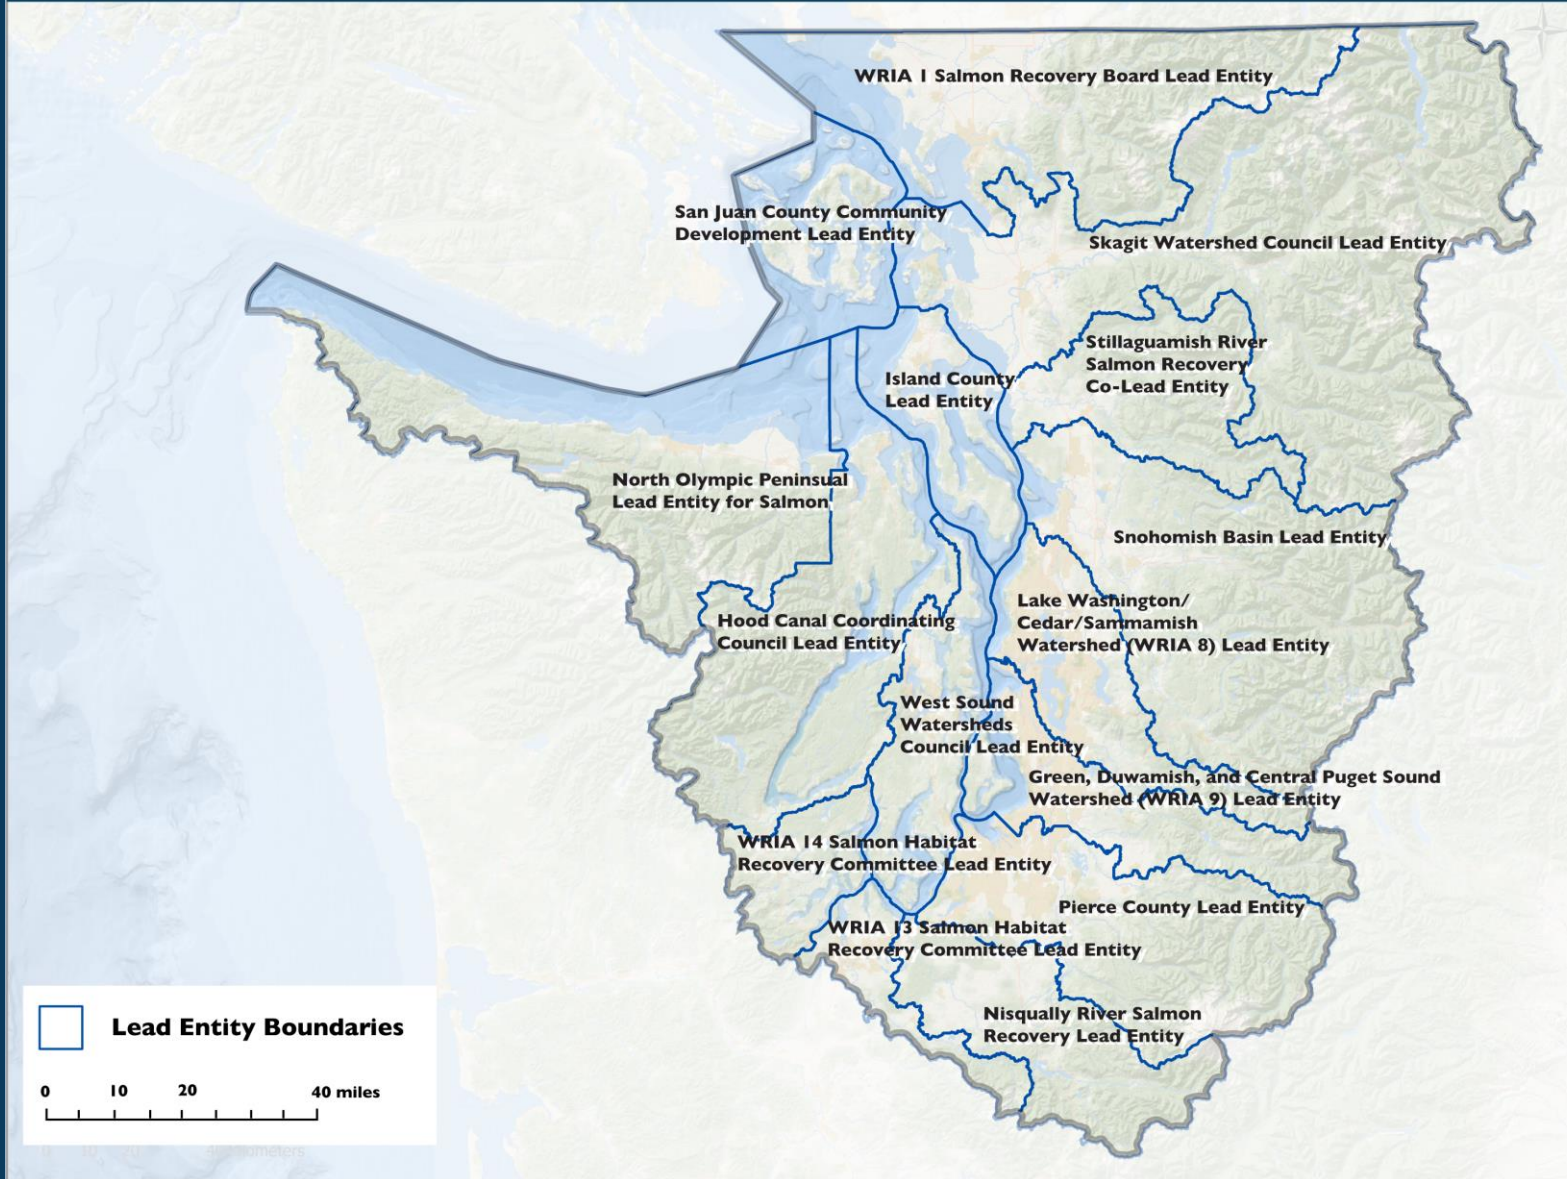 WRIA 1 Salmon Recovery Board Lead Entity
San Juan County Community
Development Lead Entity
Skagit Watershed Council Lead Entity
Stillaguamish River
Salmon Recovery
Co-Lead Entity
Island County
Lead Entity
North Olympic Peninsual
Lead Entity for Salmon
Snohomish Basin Lead Entity
Lake Washington/
Cedar/Sammamish
Watershed (WRIA 8) Lead Entity
Hood Canal Coordinating
Council Lead Entity
West Sound
Watersheds
Council Lead Entity
Green, Duwamish, and Central Puget Sound
Watershed (WRIA 9) Lead Entity
WRIA 14 Salmon Habitat
Recovery Committee Lead Entity
Pierce County Lead Entity
WRIA 13 Salmon Habitat
Recovery Committee Lead Entity
Nisqually River Salmon
Recovery Lead Entity
Lead Entity Boundaries
0 10 20 40 miles